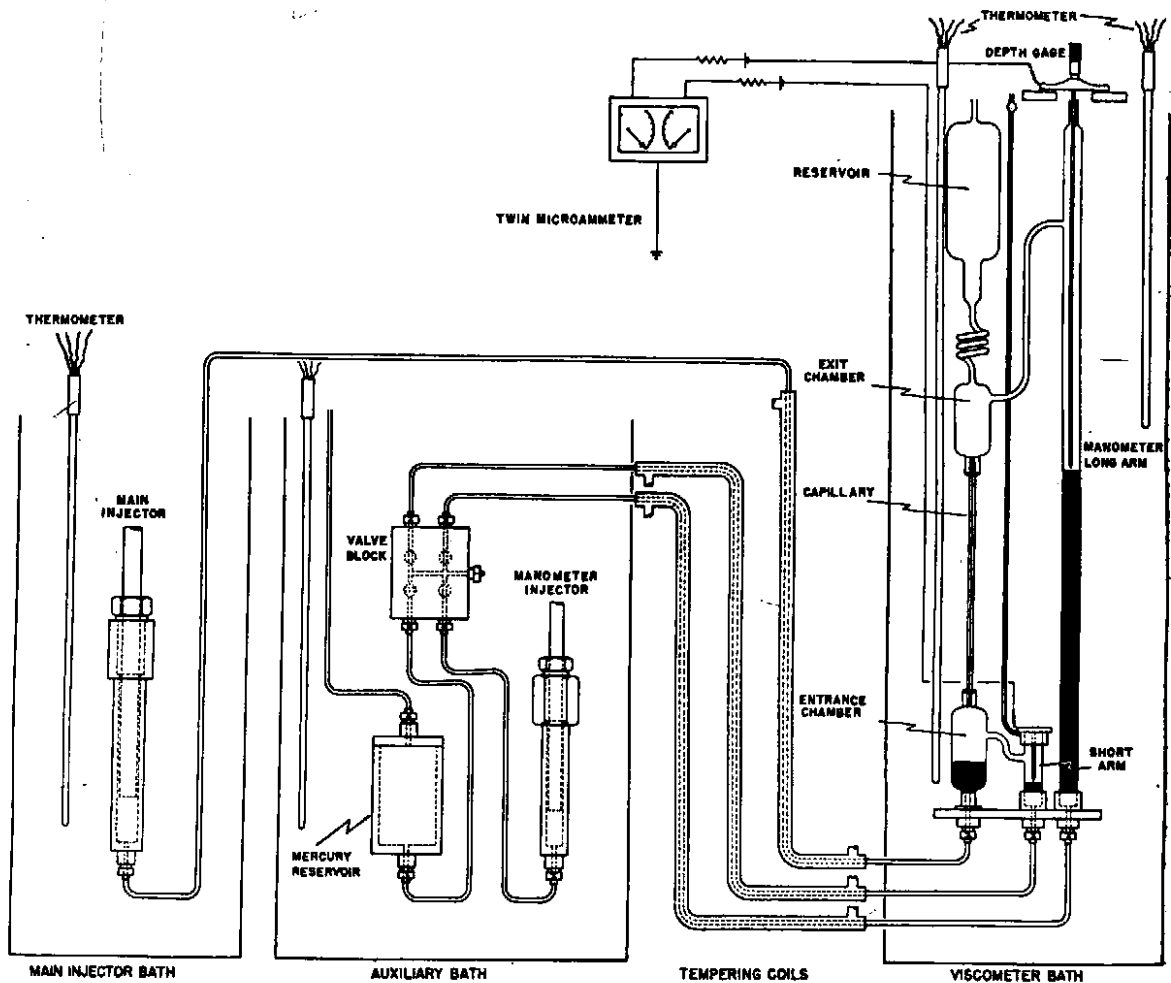 THERMOMETER
DEPTH GAGE
RESERVOIR
TWIN MICROAMMETER
THERMOMETER
EXIT
CHAMBER
MANOMETER
LONG ARM
MAIN
INJECTOR
CAPILLARY
VALVE
BLOCK
MANOMETER
INJECTOR
ENTRANCE
CHAMBER
SHORT
ARM
MERCURY
RESERVOIR
MAIN INJECTOR BATH
AUXILIARY BATH
TEMPERING COILS
VISCOMETER BATH